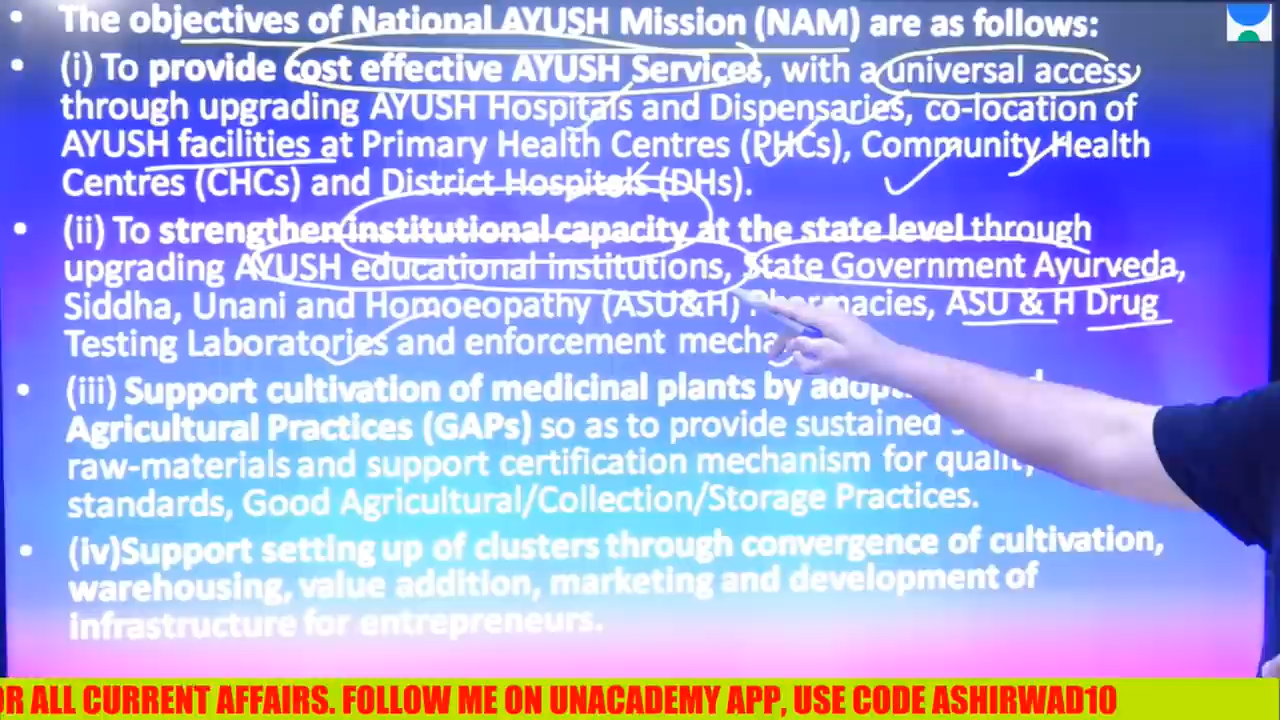 • The objectives of National AYUSH Mission (NAM) are as follows:
• (i) To provide cost effective AYUSH Services, with a universal access
through upgrading AYUSH Hospitals and Dispensaries, co-location of
AYUSH facilities at Primary Health Centres (PHCs), Community Health
Centres (CHCs) and District Hospitals (DHs).
• (ii) To strengthen institutional capacity at the state level through
upgrading AYUSH educational institutions, State Government Ayurveda,
Siddha, Unani and Homoeopathy (ASU&H) Pharmacies, ASU & H Drug
Testing Laboratories and enforcement
• (iii) Support cultivation of medicinal plants by
Agricultural Practices (GAPs) so as to provide sustained
raw-materials and support certification mechanism for quality
standards, Good Agricultural/Collection/Storage Practices.
• (iv)Support setting up of clusters through convergence of cultivation,
warehousing, value addition, marketing and development of
infrastructure for entrepreneurs.
OR ALL CURRENT AFFAIRS. FOLLOW ME ON UNACADEMY APP, USE CODE ASHIRWAD10